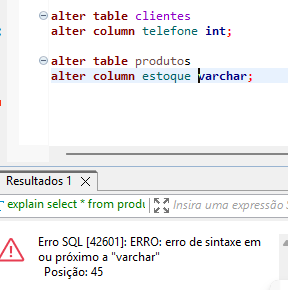 alter table clientes
alter column telefone int;
alter table produtos
alter column estoque varchar;
Resultados 1
explain select * from produ
Insira uma expressão S
Erro SQL [42601]: ERRO: erro de sintaxe em
ou próximo a "varchar"
Posição: 45